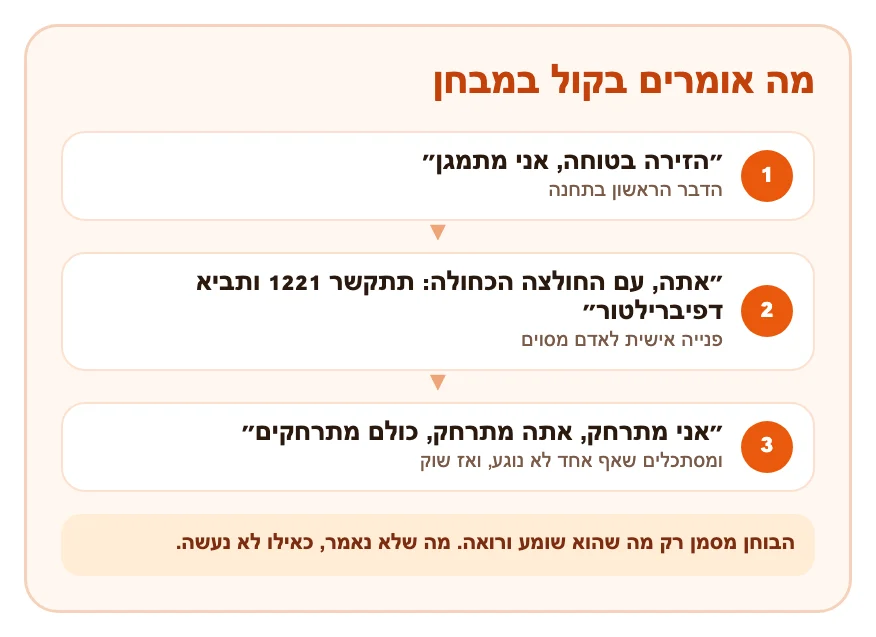 מה אומרים בקול במבחן
1
״הזירה בטוחה, אני מתמגן״
הדבר הראשון בתחנה
2
״אתה, עם החולצה הכחולה: תתקשר 1221 ותביא
דפיברילטור״
פנייה אישית לאדם מסוים
3
״אני מתרחק, אתה מתרחק, כולם מתרחקים״
ומסתכלים שאף אחד לא נוגע, ואז שוק
הבוחן מסמן רק מה שהוא שומע ורואה. מה שלא נאמר, כאילו לא נעשה.